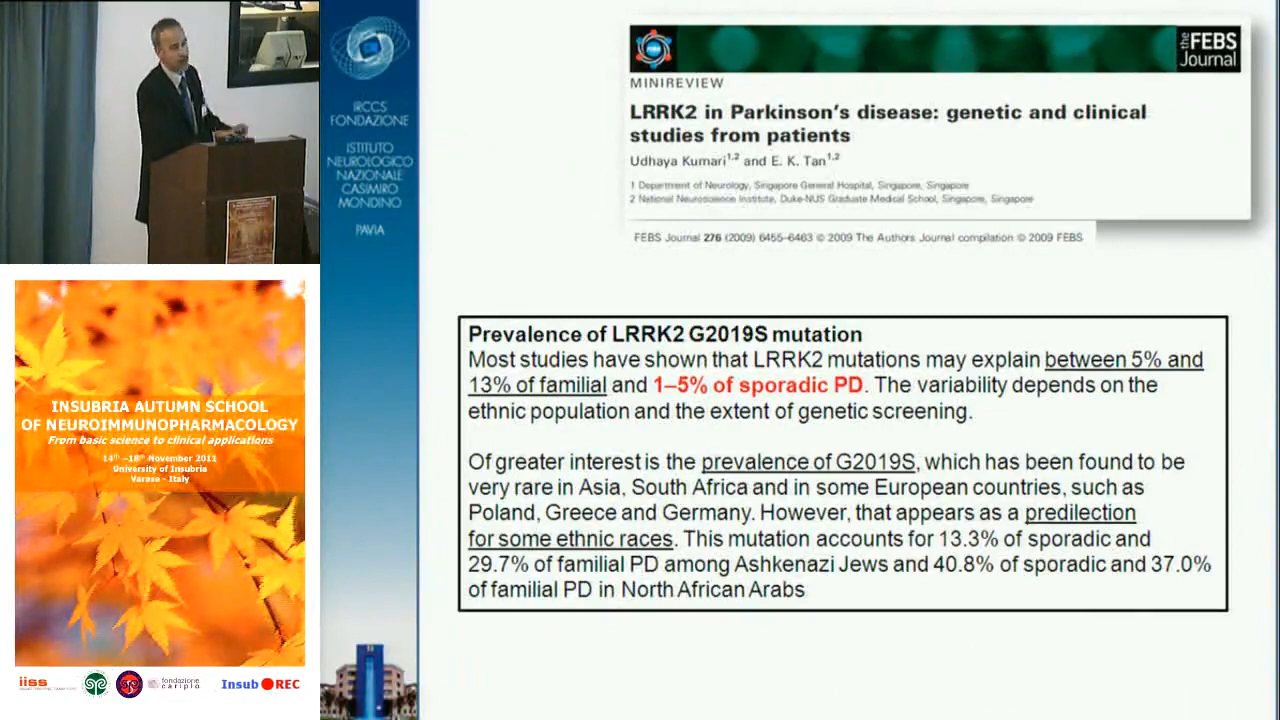 IRCCS
FONDAZIONE
ISTITUTO
NEUROLOGICO
NAZIONALE
CASIMIRO
MONDINO
PAVIA
FEBS
the FEBS
Journal
MINIREVIEW
LRRK2 in Parkinson's disease: genetic and clinical
studies from patients
Udhaya Kumari1,2 and E. K. Tan1,2
1 Department of Neurology, Singapore General Hospital, Singapore, Singapore
2 National Neuroscience Institute, Duke-NUS Graduate Medical School, Singapore, Singapore
FEBS Journal 276 (2009) 6455–6463 © 2009 The Authors Journal compilation © 2009 FEBS
Prevalence of LRRK2 G2019S mutation
Most studies have shown that LRRK2 mutations may explain between 5% and
13% of familial and 1–5% of sporadic PD. The variability depends on the
ethnic population and the extent of genetic screening.
Of greater interest is the prevalence of G2019S, which has been found to be
very rare in Asia, South Africa and in some European countries, such as
Poland, Greece and Germany. However, that appears as a predilection
for some ethnic races. This mutation accounts for 13.3% of sporadic and
29.7% of familial PD among Ashkenazi Jews and 40.8% of sporadic and 37.0%
of familial PD in North African Arabs
INSUBRIA AUTUMN SCHOOL
OF NEUROIMMUNOPHARMACOLOGY
From basic science to clinical applications
14th –18th November 2011
University of Insubria
Varese - Italy
iiss
fondazione
cariplo
Insub REC